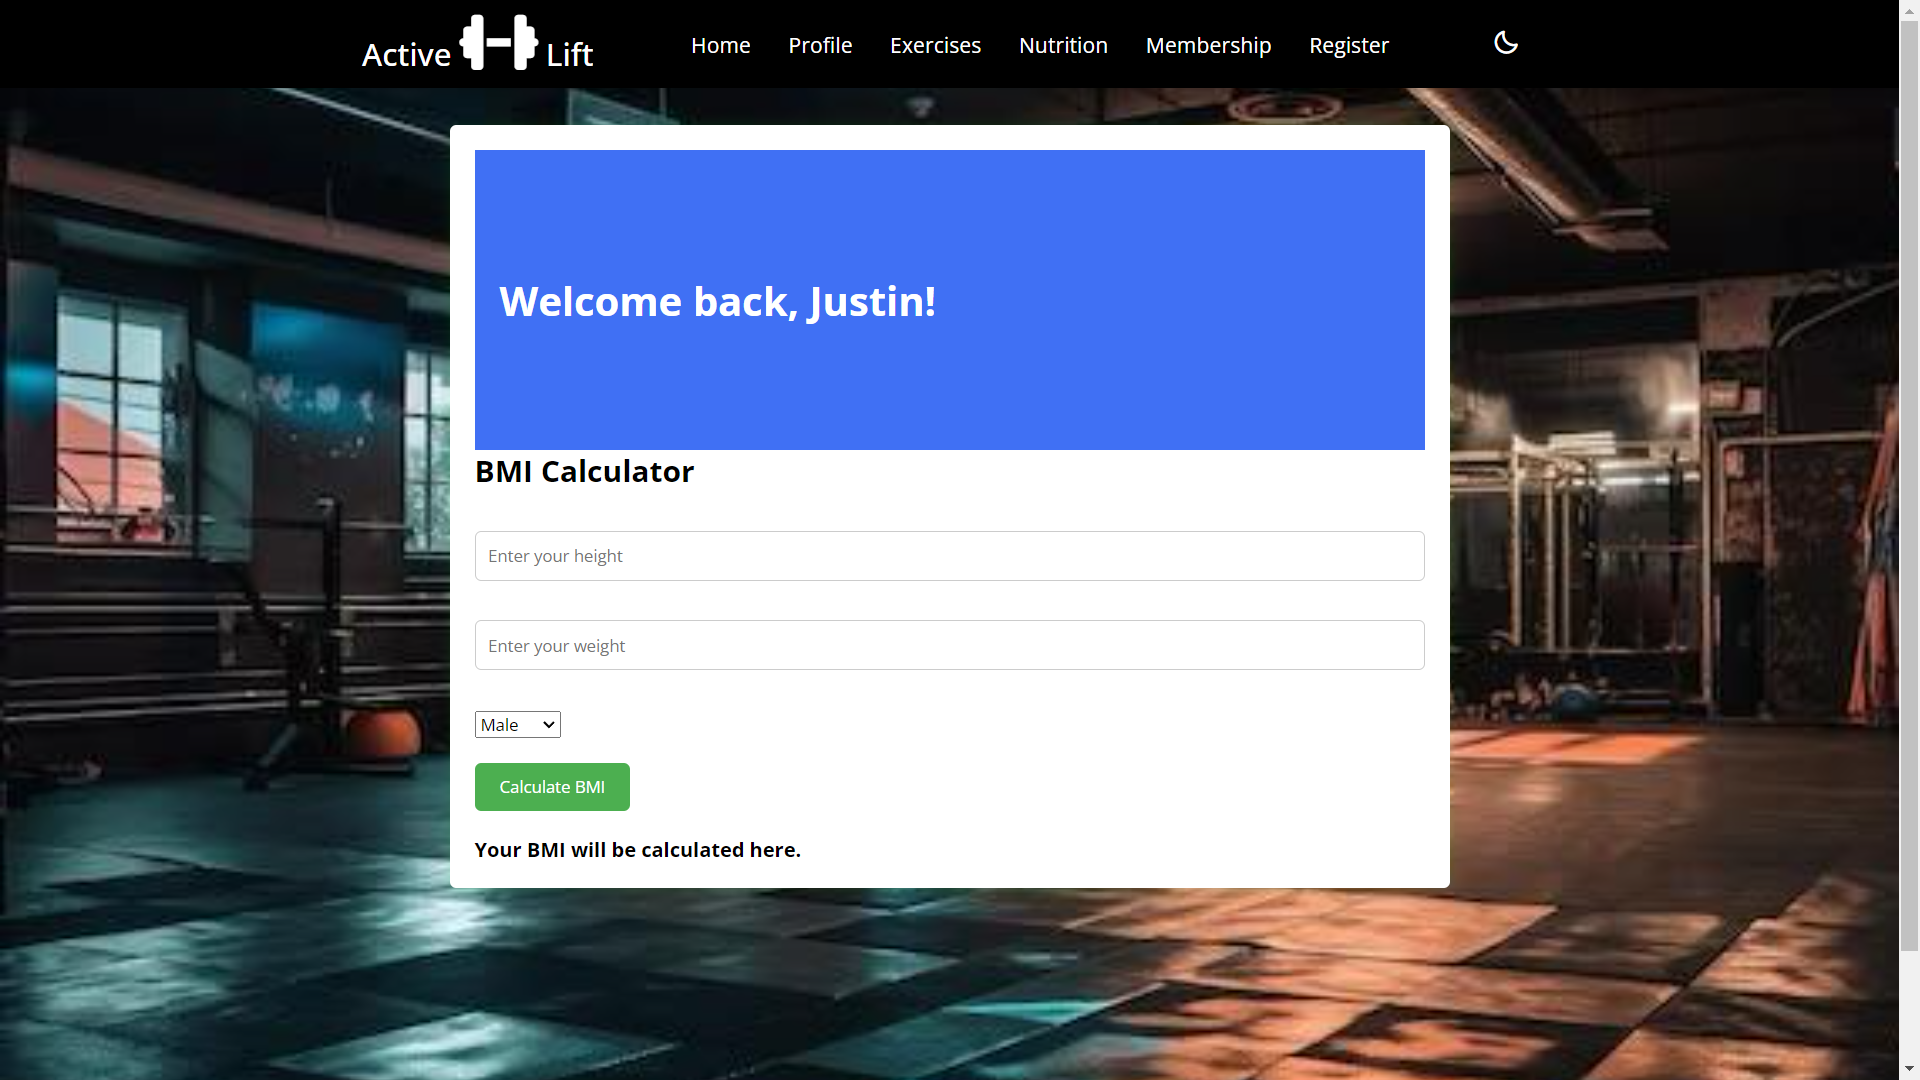 Active Lift
Home Profile Exercises Nutrition Membership Register
Welcome back, Justin!
BMI Calculator
Enter your height
Enter your weight
Male
Calculate BMI
Your BMI will be calculated here.